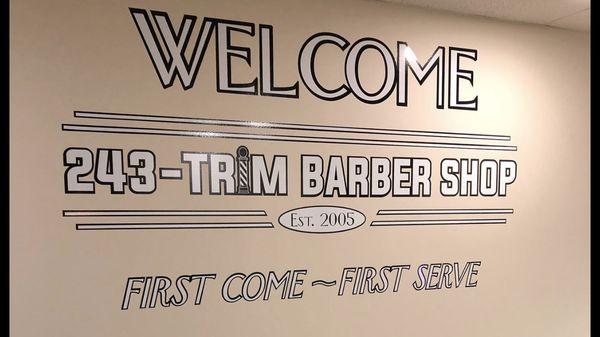 WELCOME
243-TRIM BARBER SHOP
EST. 2005
FIRST COME ~ FIRST SERVE